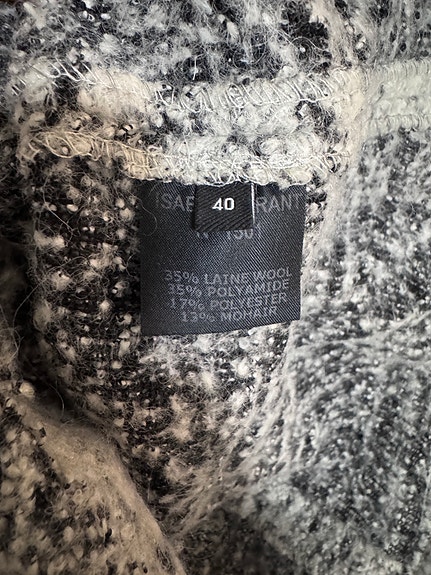 40
35% LAINE WOOL
35% POLYAMIDE
17% POLYESTER
13% MOHAIR